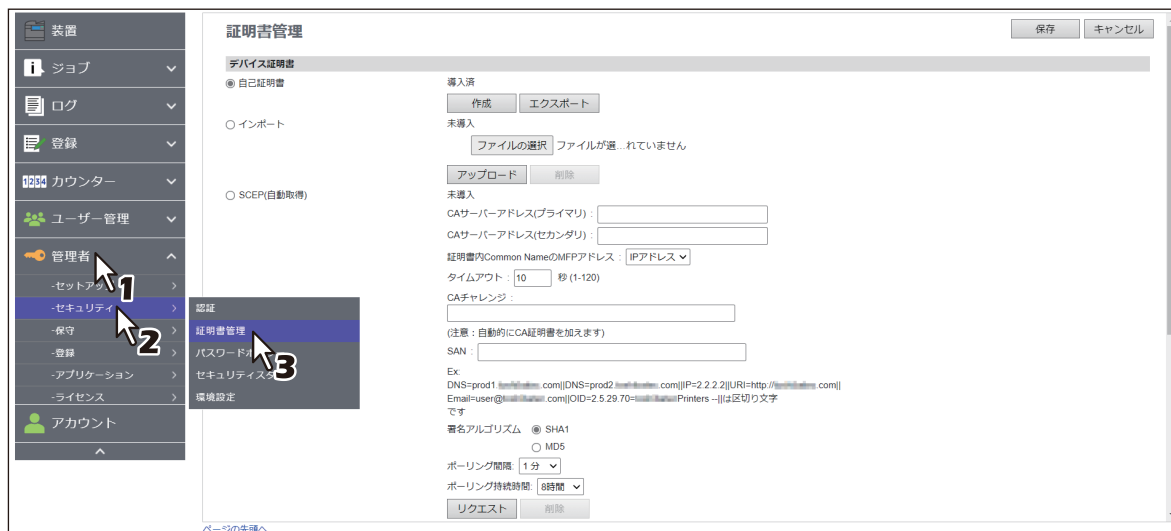 装置
ジョブ
ログ
登録
1234 カウンター
ユーザー管理
管理者
1
-セットアップ
-セキュリティ
2
-保守
-登録
-アプリケーション
-ライセンス
アカウント
認証
証明書管理
3
パスワードポ
セキュリティスタ
環境設定
証明書管理
保存
キャンセル
デバイス証明書
自己証明書
導入済
作成
エクスポート
インポート
未導入
ファイルの選択 ファイルが選...れていません
アップロード
削除
SCEP(自動取得)
未導入
CAサーバーアドレス(プライマリ) :
CAサーバーアドレス(セカンダリ) :
証明書内Common NameのMFPアドレス : IPアドレス
タイムアウト : 10 秒 (1-120)
CAチャレンジ :
(注意 : 自動的にCA証明書を加えます)
SAN :
Ex:
DNS=prod1. .com||DNS=prod2. .com||IP=2.2.2.2||URI=http:// .com||
Email=user@ .com||OID=2.5.29.70= Printers --||は区切り文字
です
署名アルゴリズム SHA1
MD5
ポーリング間隔: 1 分
ポーリング持続時間: 8時間
リクエスト
削除
ページの先頭へ